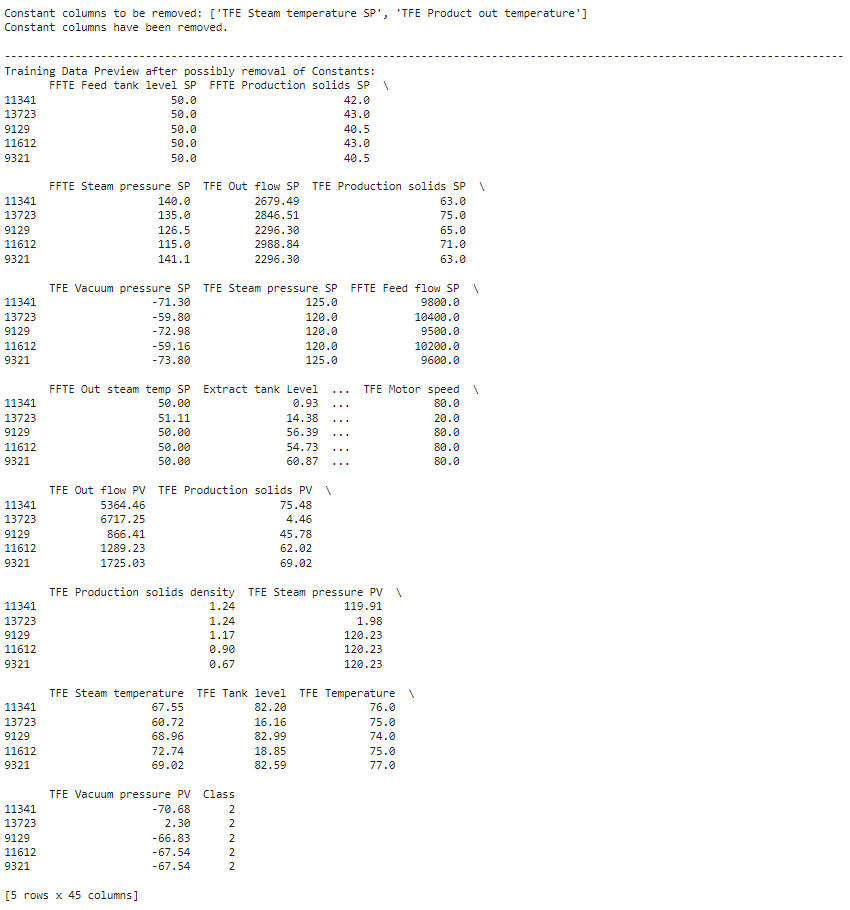 Constant columns to be removed: ['TFE Steam temperature SP', 'TFE Product out temperature']
Constant columns have been removed.
------------------------------------------------------------------------------------------------------------------------------------
Training Data Preview after possibly removal of Constants:
       FFTE Feed tank level SP  FFTE Production solids SP  \
11341                     50.0                       42.0
13723                     50.0                       43.0
9129                      50.0                       40.5
11612                     50.0                       43.0
9321                      50.0                       40.5

       FFTE Steam pressure SP  TFE Out flow SP  TFE Production solids SP  \
11341                   140.0          2679.49                      63.0
13723                   135.0          2846.51                      75.0
9129                    126.5          2296.30                      65.0
11612                   115.0          2988.84                      71.0
9321                    141.1          2296.30                      63.0

       TFE Vacuum pressure SP  TFE Steam pressure SP  FFTE Feed flow SP  \
11341                  -71.30                  125.0             9800.0
13723                  -59.80                  120.0            10400.0
9129                   -72.98                  120.0             9500.0
11612                  -59.16                  120.0            10200.0
9321                   -73.80                  125.0             9600.0

       FFTE Out steam temp SP  Extract tank Level  ...  TFE Motor speed  \
11341                   50.00                0.93  ...             80.0
13723                   51.11               14.38  ...             20.0
9129                    50.00               56.39  ...             80.0
11612                   50.00               54.73  ...             80.0
9321                    50.00               60.87  ...             80.0

       TFE Out flow PV  TFE Production solids PV  \
11341          5364.46                     75.48
13723          6717.25                      4.46
9129            866.41                     45.78
11612          1289.23                     62.02
9321           1725.03                     69.02

       TFE Production solids density  TFE Steam pressure PV  \
11341                           1.24                 119.91
13723                           1.24                   1.98
9129                            1.17                 120.23
11612                           0.90                 120.23
9321                            0.67                 120.23

       TFE Steam temperature  TFE Tank level  TFE Temperature  \
11341                  67.55           82.20             76.0
13723                  60.72           16.16             75.0
9129                   68.96           82.99             74.0
11612                  72.74           18.85             75.0
9321                   69.02           82.59             77.0

       TFE Vacuum pressure PV  Class
11341                  -70.68      2
13723                    2.30      2
9129                   -66.83      2
11612                  -67.54      2
9321                   -67.54      2

[5 rows x 45 columns]